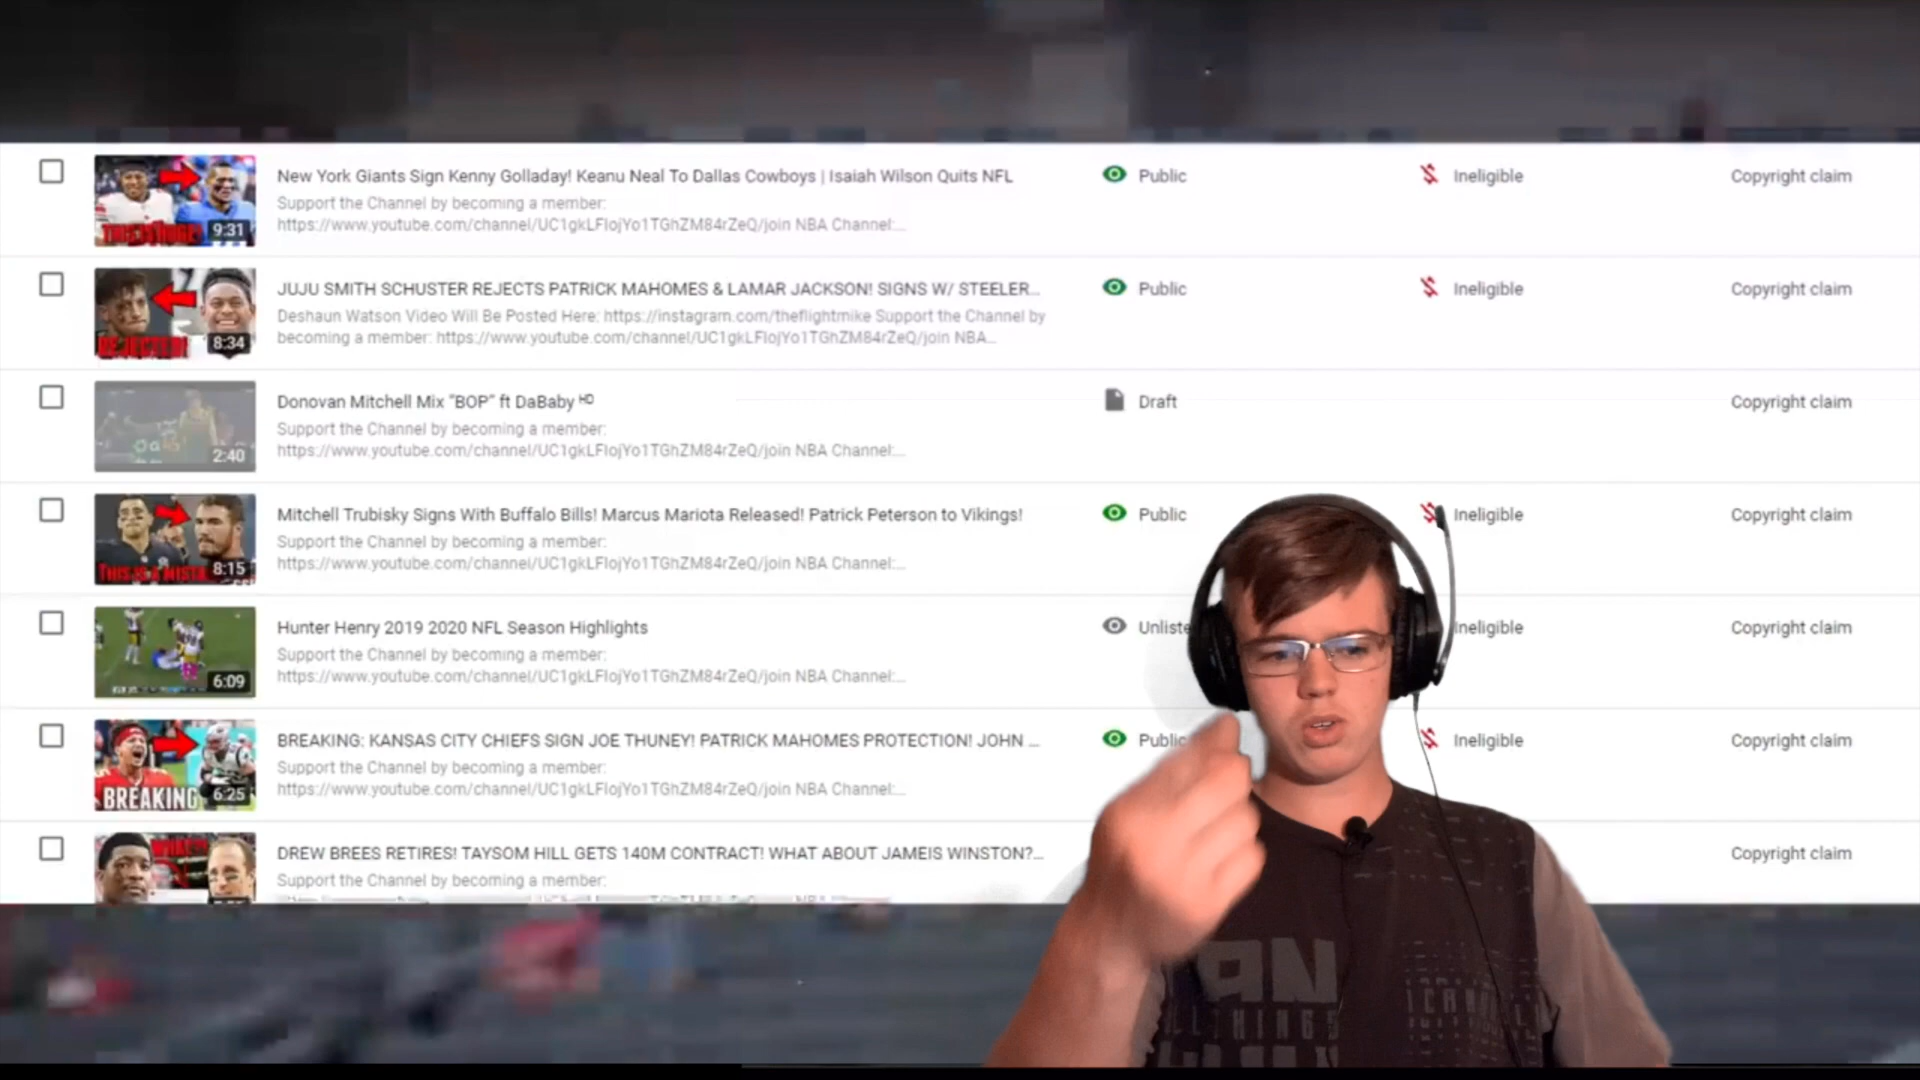 New York Giants Sign Kenny Golladay! Keanu Neal To Dallas Cowboys | Isaiah Wilson Quits NFL
Support the Channel by becoming a member:
https://www.youtube.com/channel/UC1gkLFlojYo1TGhZM84rZeQ/join NBA Channel:...
9:31
Public
Ineligible
Copyright claim
JUJU SMITH SCHUSTER REJECTS PATRICK MAHOMES & LAMAR JACKSON! SIGNS W/ STEELER...
Deshaun Watson Video Will Be Posted Here: https://instagram.com/theflightmike Support the Channel by
becoming a member: https://www.youtube.com/channel/UC1gkLFlojYo1TGhZM84rZeQ/join NBA...
REJECTED!
8:34
Public
Ineligible
Copyright claim
Donovan Mitchell Mix "BOP" ft DaBaby ᴴᴰ
Support the Channel by becoming a member:
https://www.youtube.com/channel/UC1gkLFlojYo1TGhZM84rZeQ/join NBA Channel:...
2:40
Draft
Copyright claim
Mitchell Trubisky Signs With Buffalo Bills! Marcus Mariota Released! Patrick Peterson to Vikings!
Support the Channel by becoming a member:
https://www.youtube.com/channel/UC1gkLFlojYo1TGhZM84rZeQ/join NBA Channel:...
THIS IS A MISTA
8:15
Public
Ineligible
Copyright claim
Hunter Henry 2019 2020 NFL Season Highlights
Support the Channel by becoming a member:
https://www.youtube.com/channel/UC1gkLFlojYo1TGhZM84rZeQ/join NBA Channel:...
6:09
Unliste
Ineligible
Copyright claim
BREAKING: KANSAS CITY CHIEFS SIGN JOE THUNEY! PATRICK MAHOMES PROTECTION! JOHN ...
Support the Channel by becoming a member:
https://www.youtube.com/channel/UC1gkLFlojYo1TGhZM84rZeQ/join NBA Channel:...
BREAKING
6:25
Public
Ineligible
Copyright claim
DREW BREES RETIRES! TAYSOM HILL GETS 140M CONTRACT! WHAT ABOUT JAMEIS WINSTON?...
Support the Channel by becoming a member:
Copyright claim